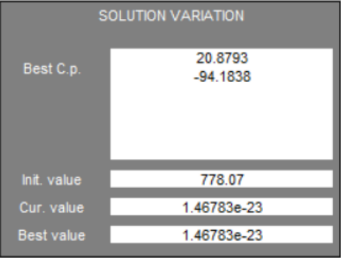 SOLUTION VARIATION
Best C.p.
20.8793
-94.1838
Init. value 778.07
Cur. value 1.46783e-23
Best value 1.46783e-23